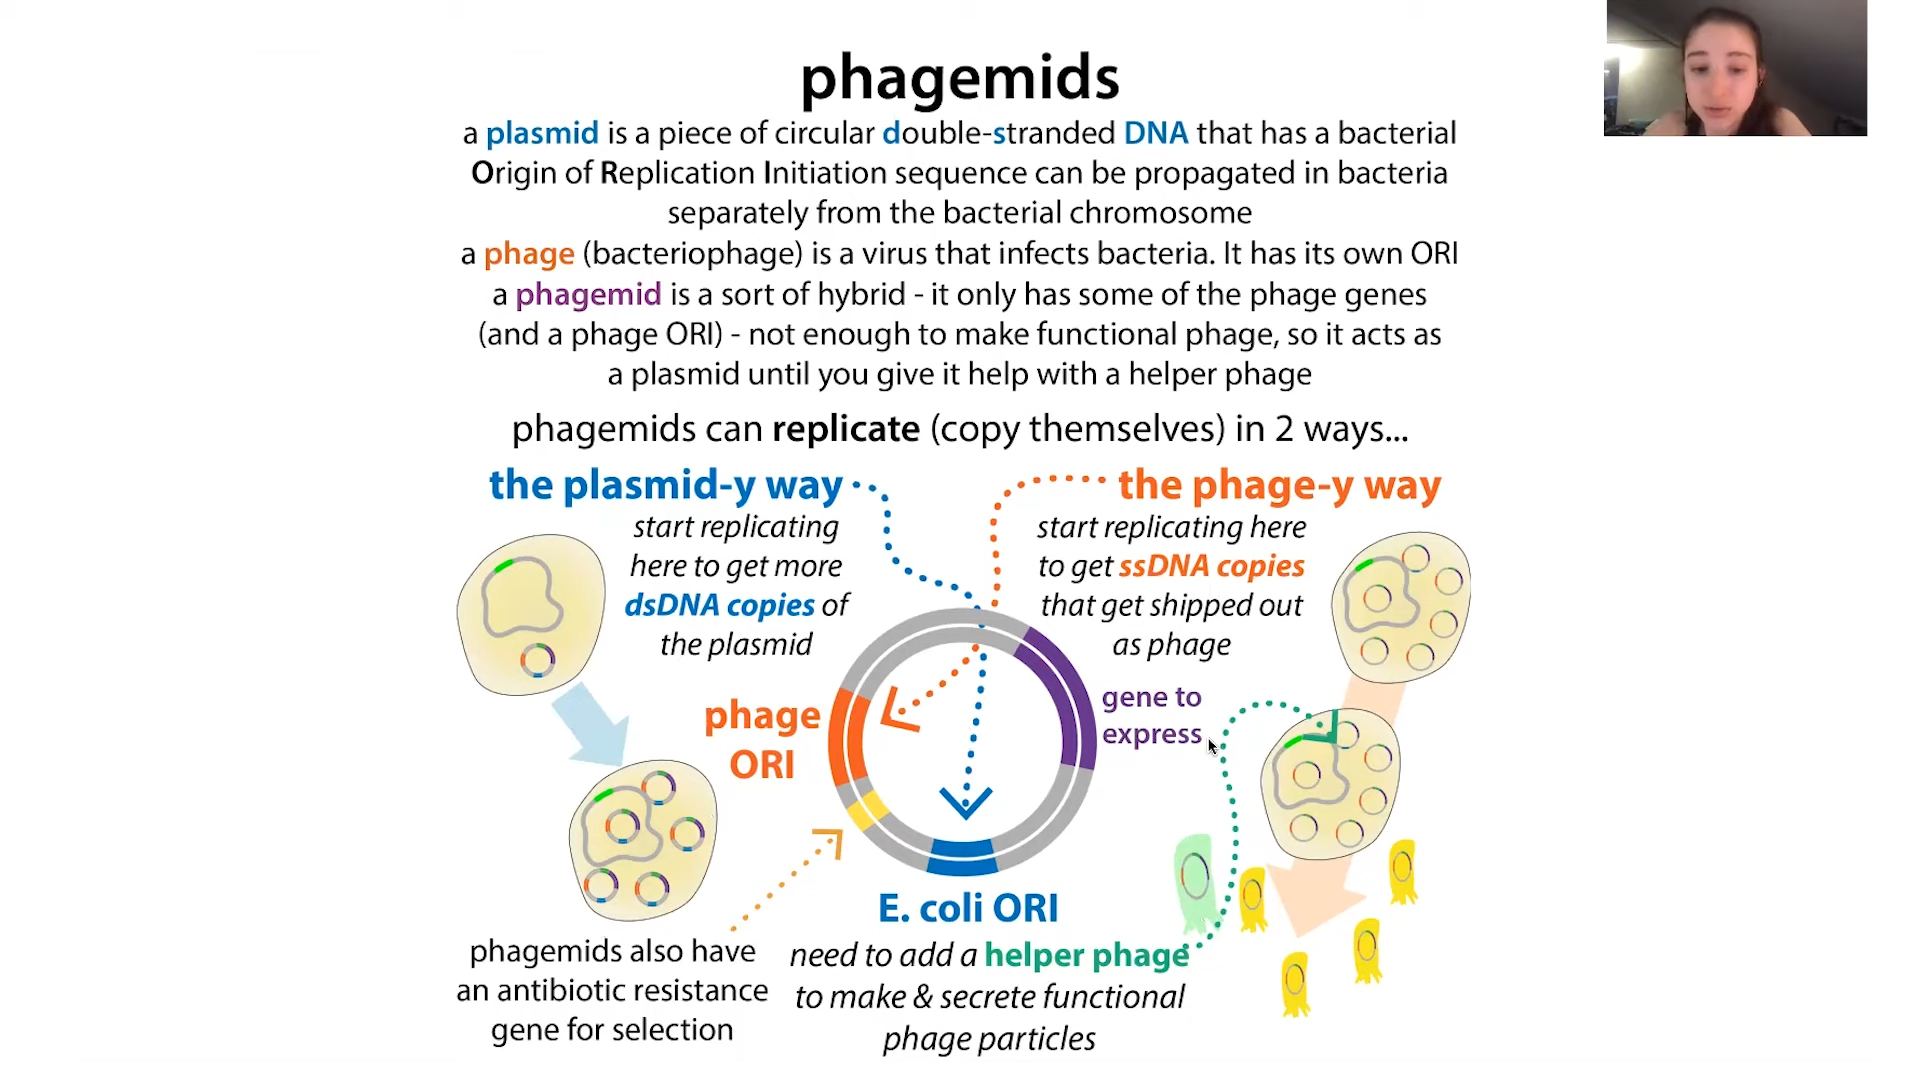 phagemids
a plasmid is a piece of circular double-stranded DNA that has a bacterial
Origin of Replication Initiation sequence can be propagated in bacteria
separately from the bacterial chromosome
a phage (bacteriophage) is a virus that infects bacteria. It has its own ORI
a phagemid is a sort of hybrid - it only has some of the phage genes
(and a phage ORI) - not enough to make functional phage, so it acts as
a plasmid until you give it help with a helper phage
phagemids can replicate (copy themselves) in 2 ways...
the plasmid-y way
start replicating
here to get more
dsDNA copies of
the plasmid
the phage-y way
start replicating here
to get ssDNA copies
that get shipped out
as phage
phage
ORI
gene to
express
E. coli ORI
phagemids also have
an antibiotic resistance
gene for selection
need to add a helper phage
to make & secrete functional
phage particles